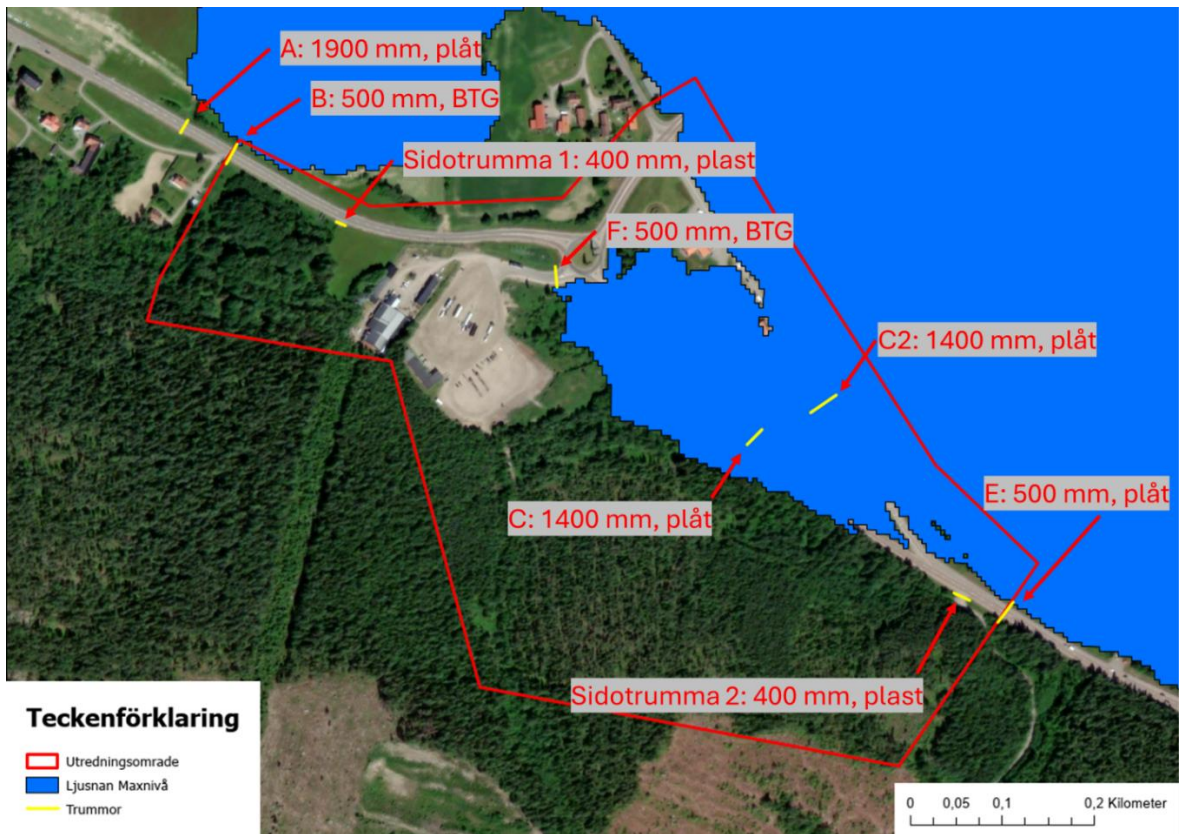 A: 1900 mm, plåt
B: 500 mm, BTG
Sidotrumma 1: 400 mm, plast
F: 500 mm, BTG
C2: 1400 mm, plåt
E: 500 mm, plåt
C: 1400 mm, plåt
Sidotrumma 2: 400 mm, plast
Teckenförklaring
Utredningsområde
Ljusnan Maxnivå
Trummor
0 0,05 0,1 0,2 Kilometer